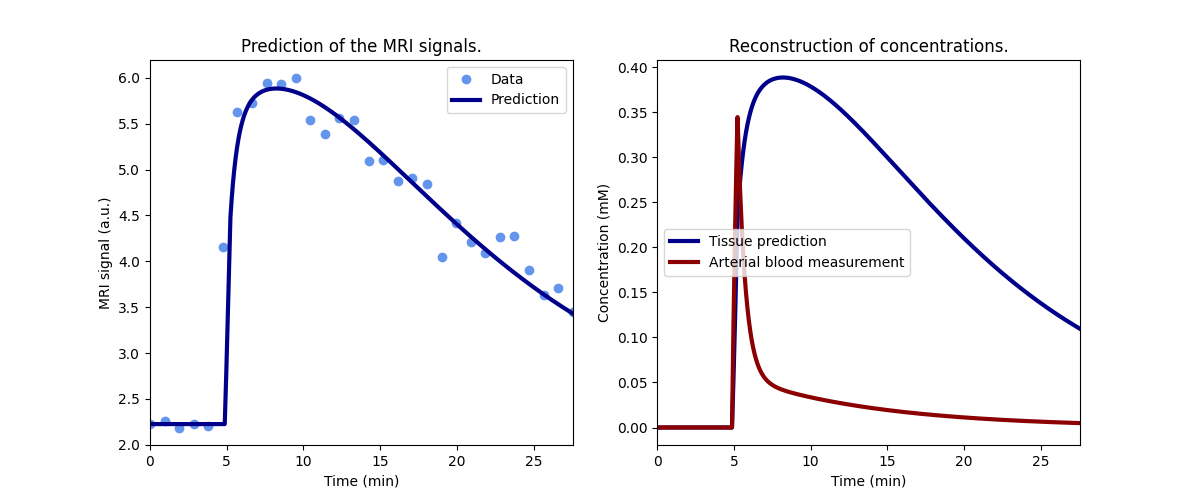 Prediction of the MRI signals.
MRI signal (a.u.)
6.0
5.5
5.0
4.5
4.0
3.5
3.0
2.5
2.0
Data
Prediction
0 5 10 15 20 25
Time (min)
Reconstruction of concentrations.
Concentration (mM)
0.40
0.35
0.30
0.25
0.20
0.15
0.10
0.05
0.00
Tissue prediction
Arterial blood measurement
0 5 10 15 20 25
Time (min)